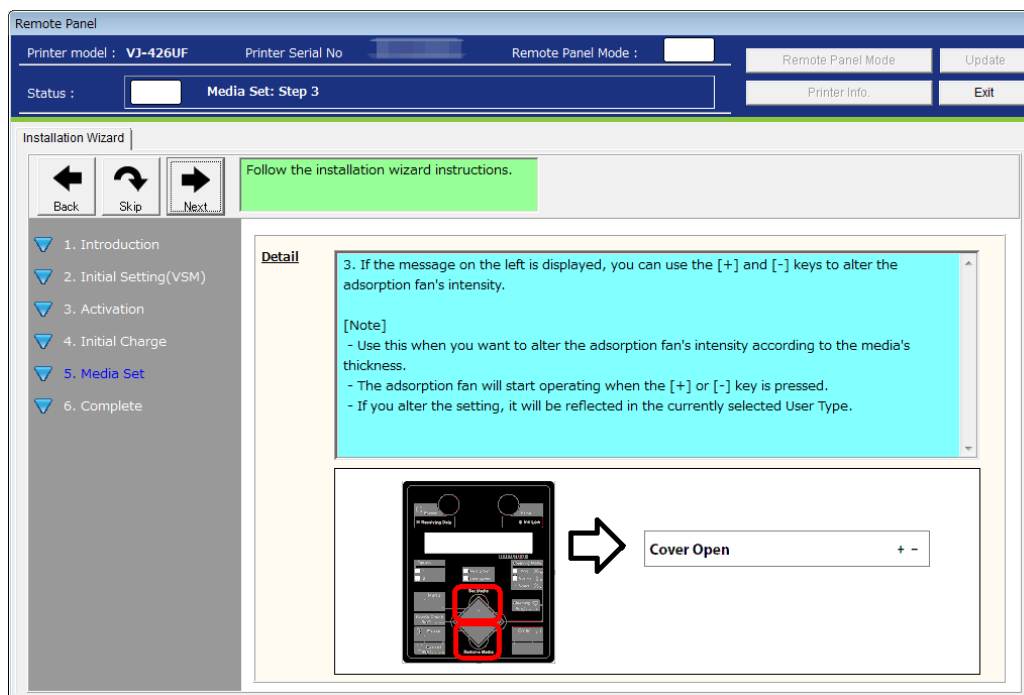 Remote Panel
Printer model : VJ-426UF Printer Serial No Remote Panel Mode :
Remote Panel Mode Update
Status : Media Set: Step 3
Printer Info. Exit
Installation Wizard
Back Skip Next
Follow the installation wizard instructions.
1. Introduction
2. Initial Setting(VSM)
3. Activation
4. Initial Charge
5. Media Set
6. Complete
Detail
3. If the message on the left is displayed, you can use the [+] and [-] keys to alter the
adsorption fan's intensity.
[Note]
- Use this when you want to alter the adsorption fan's intensity according to the media's
thickness.
- The adsorption fan will start operating when the [+] or [-] key is pressed.
- If you alter the setting, it will be reflected in the currently selected User Type.
Set Media
Menu
Remove Media
Cover Open + -